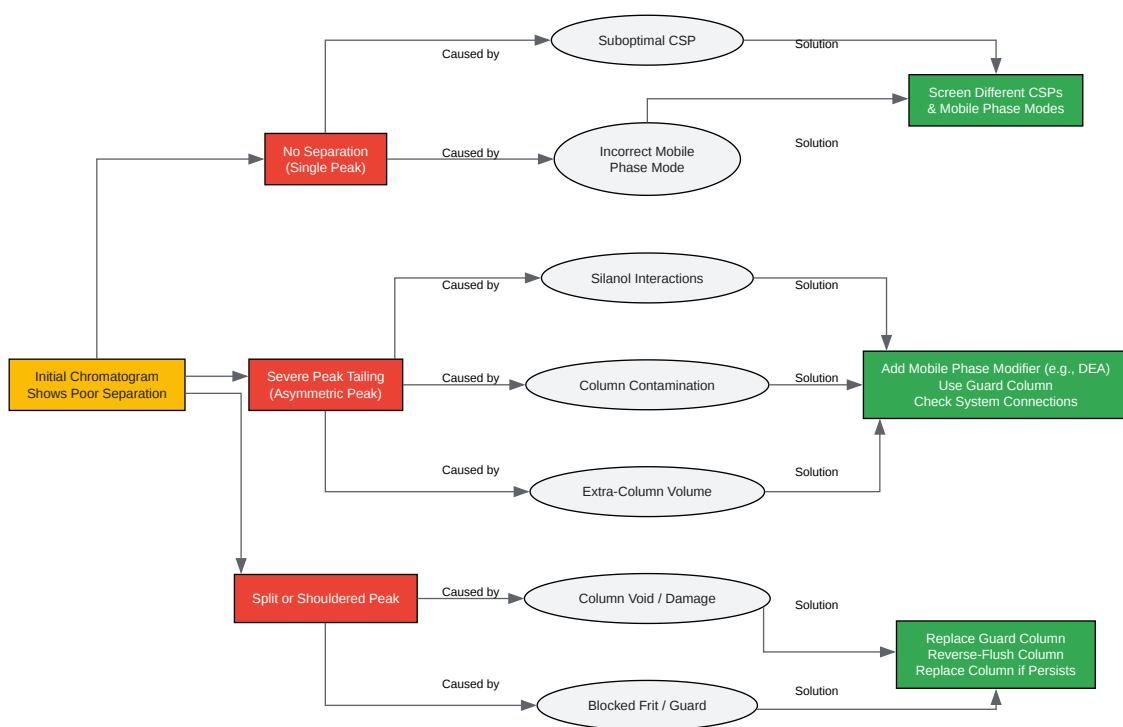 Suboptimal CSP
Caused by
Solution
Screen Different CSPs
& Mobile Phase Modes
No Separation
(Single Peak)
Caused by
Incorrect Mobile
Phase Mode
Solution
Silanol Interactions
Caused by
Solution
Initial Chromatogram
Shows Poor Separation
Severe Peak Tailing
(Asymmetric Peak)
Caused by
Column Contamination
Solution
Add Mobile Phase Modifier (e.g., DEA)
Use Guard Column
Check System Connections
Caused by
Extra-Column Volume
Solution
Split or Shouldered Peak
Caused by
Column Void / Damage
Solution
Replace Guard Column
Reverse-Flush Column
Replace Column if Persists
Caused by
Blocked Frit / Guard
Solution